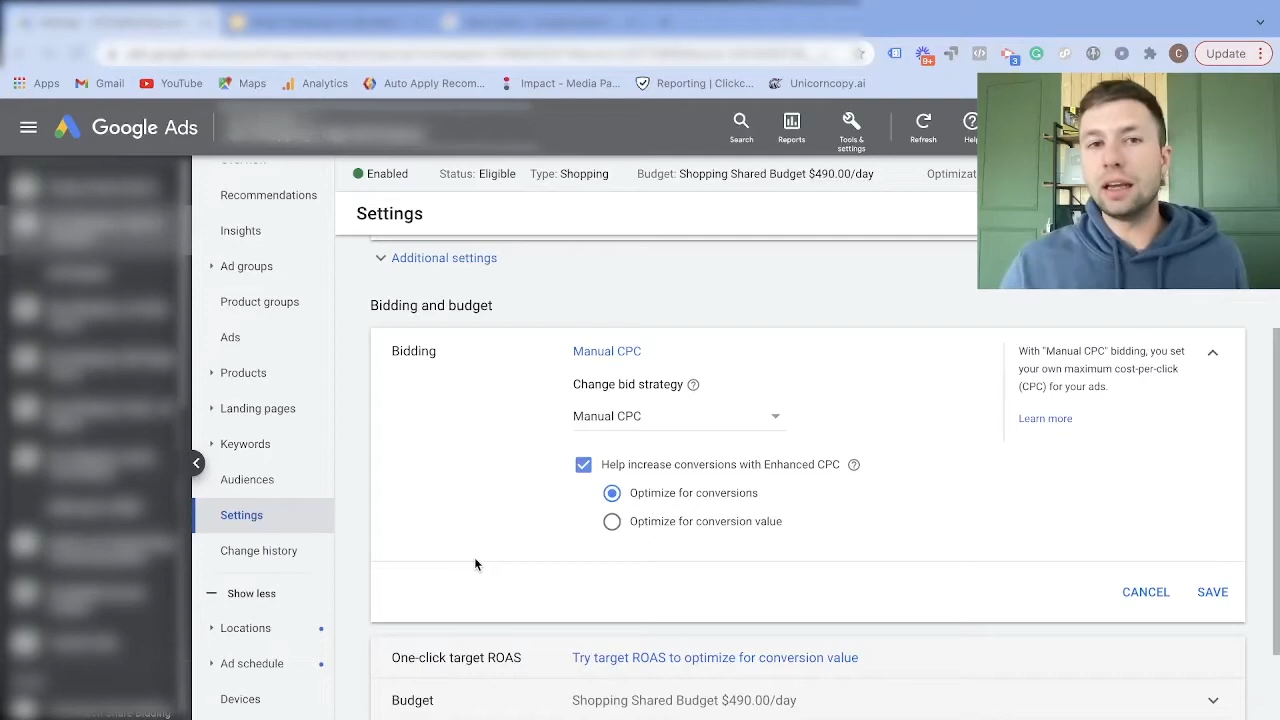 Update
Apps
Gmail
YouTube
Maps
Analytics
Auto Apply Recom...
Impact - Media Pa...
Reporting | Clickc...
Unicorncopy.ai
9+
3
C
Google Ads
Search
Reports
Tools & settings
Refresh
Enabled
Status: Eligible
Type: Shopping
Budget: Shopping Shared Budget $490.00/day
Recommendations
Insights
Ad groups
Product groups
Ads
Products
Landing pages
Keywords
Audiences
Settings
Change history
Show less
Locations
Ad schedule
Devices
Settings
Additional settings
Bidding and budget
Bidding
Manual CPC
Change bid strategy
Manual CPC
Help increase conversions with Enhanced CPC
Optimize for conversions
Optimize for conversion value
With "Manual CPC" bidding, you set
your own maximum cost-per-click
(CPC) for your ads.
Learn more
CANCEL
SAVE
One-click target ROAS
Try target ROAS to optimize for conversion value
Budget
Shopping Shared Budget $490.00/day